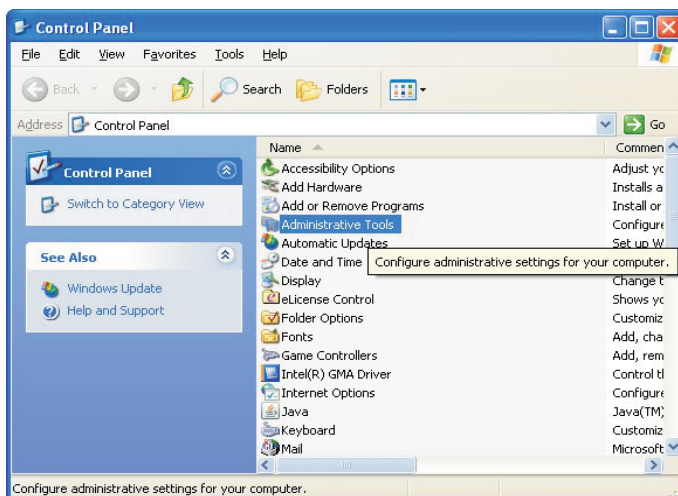 Control Panel
File Edit View Favorites Tools Help
Back Search Folders
Address Control Panel Go
Control Panel
Switch to Category View
See Also
Windows Update
Help and Support
Name Commen
Accessibility Options Adjust yc
Add Hardware Installs a
Add or Remove Programs Install or
Administrative Tools Configure
Automatic Updates Set up W
Date and Time
Configure administrative settings for your computer.
Display Change t
eLicense Control Shows yc
Folder Options Customiz
Fonts Add, cha
Game Controllers Add, rem
Intel(R) GMA Driver Control tl
Internet Options Configure
Java Java(TM)
Keyboard Customiz
Mail Microsoft
Configure administrative settings for your computer.